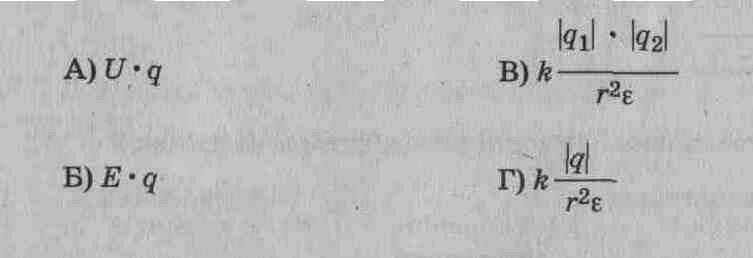 А) U · q
Б) E · q
В) k |q₁| · |q₂| / r²ε
Г) k |q| / r²ε